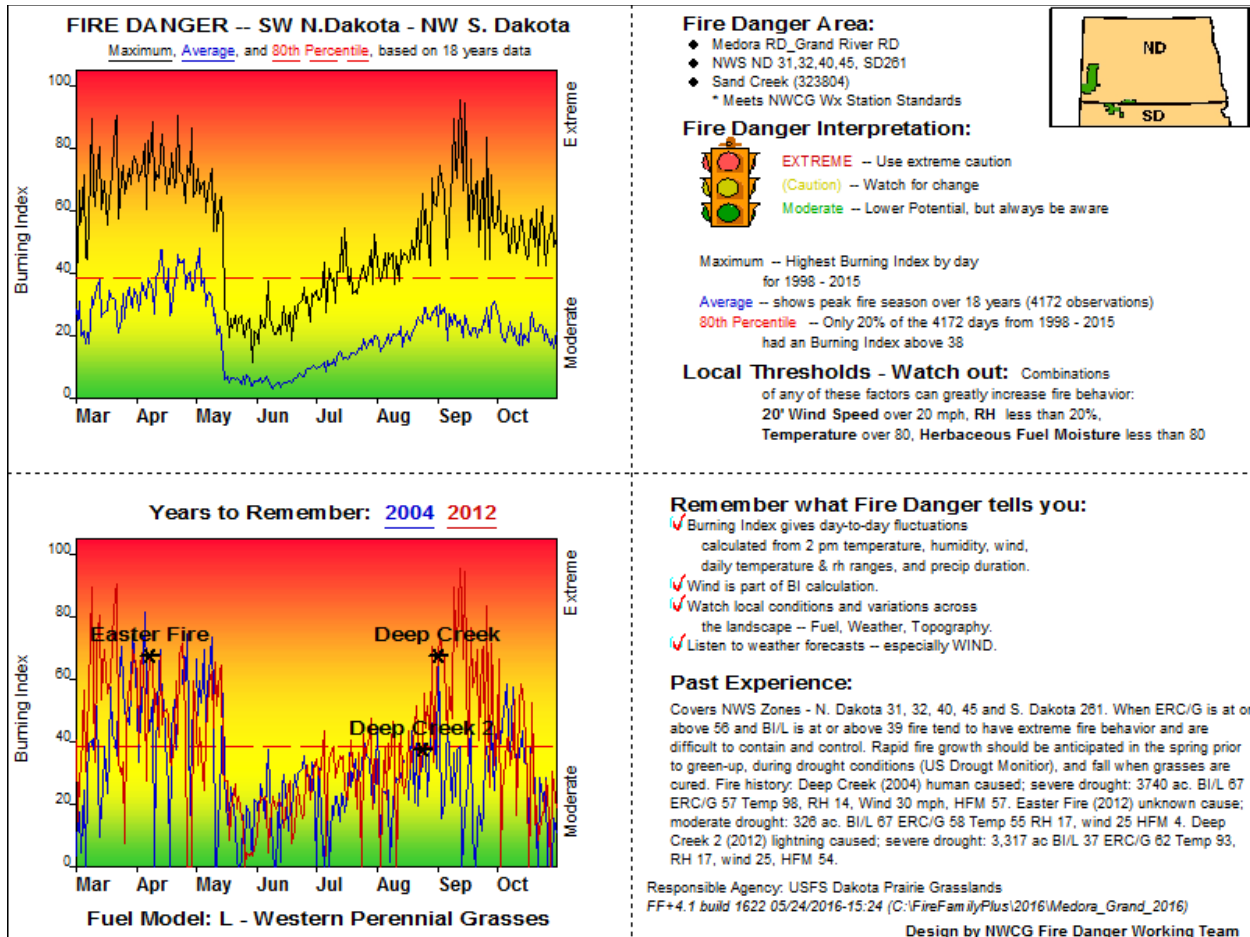 FIRE DANGER -- SW N.Dakota - NW S. Dakota
Maximum, Average, and 80th Percentile, based on 18 years data
100
80
60
40
20
0
Burning Index
Extreme
Moderate
Mar Apr May Jun Jul Aug Sep Oct
Fire Danger Area:
◆ Medora RD_Grand River RD
◆ NWS ND 31,32,40,45, SD261
◆ Sand Creek (323804)
* Meets NWCG Wx Station Standards
ND
SD
Fire Danger Interpretation:
EXTREME -- Use extreme caution
(Caution) -- Watch for change
Moderate -- Lower Potential, but always be aware
Maximum -- Highest Burning Index by day
for 1998 - 2015
Average -- shows peak fire season over 18 years (4172 observations)
80th Percentile -- Only 20% of the 4172 days from 1998 - 2015
had an Burning Index above 38
Local Thresholds - Watch out: Combinations
of any of these factors can greatly increase fire behavior:
20' Wind Speed over 20 mph, RH less than 20%,
Temperature over 80, Herbaceous Fuel Moisture less than 80
Years to Remember: 2004 2012
100
80
60
40
20
0
Burning Index
Extreme
Moderate
Easter Fire
Deep Creek
Deep Creek 2
Mar Apr May Jun Jul Aug Sep Oct
Fuel Model: L - Western Perennial Grasses
Remember what Fire Danger tells you:
Burning Index gives day-to-day fluctuations
calculated from 2 pm temperature, humidity, wind,
daily temperature & rh ranges, and precip duration.
Wind is part of BI calculation.
Watch local conditions and variations across
the landscape -- Fuel, Weather, Topography.
Listen to weather forecasts -- especially WIND.
Past Experience:
Covers NWS Zones - N. Dakota 31, 32, 40, 45 and S. Dakota 261. When ERC/G is at or
above 56 and BI/L is at or above 39 fire tend to have extreme fire behavior and are
difficult to contain and control. Rapid fire growth should be anticipated in the spring prior
to green-up, during drought conditions (US Drougt Monitior), and fall when grasses are
cured. Fire history: Deep Creek (2004) human caused; severe drought: 3740 ac. BI/L 67
ERC/G 57 Temp 98, RH 14, Wind 30 mph, HFM 57. Easter Fire (2012) unknown cause;
moderate drought: 326 ac. BI/L 67 ERC/G 58 Temp 55 RH 17, wind 25 HFM 4. Deep
Creek 2 (2012) lightning caused; severe drought: 3,317 ac BI/L 37 ERC/G 62 Temp 93,
RH 17, wind 25, HFM 54.
Responsible Agency: USFS Dakota Prairie Grasslands
FF+4.1 build 1622 05/24/2016-15:24 (C:\FireFamilyPlus\2016\Medora_Grand_2016)
Design by NWCG Fire Danger Working Team